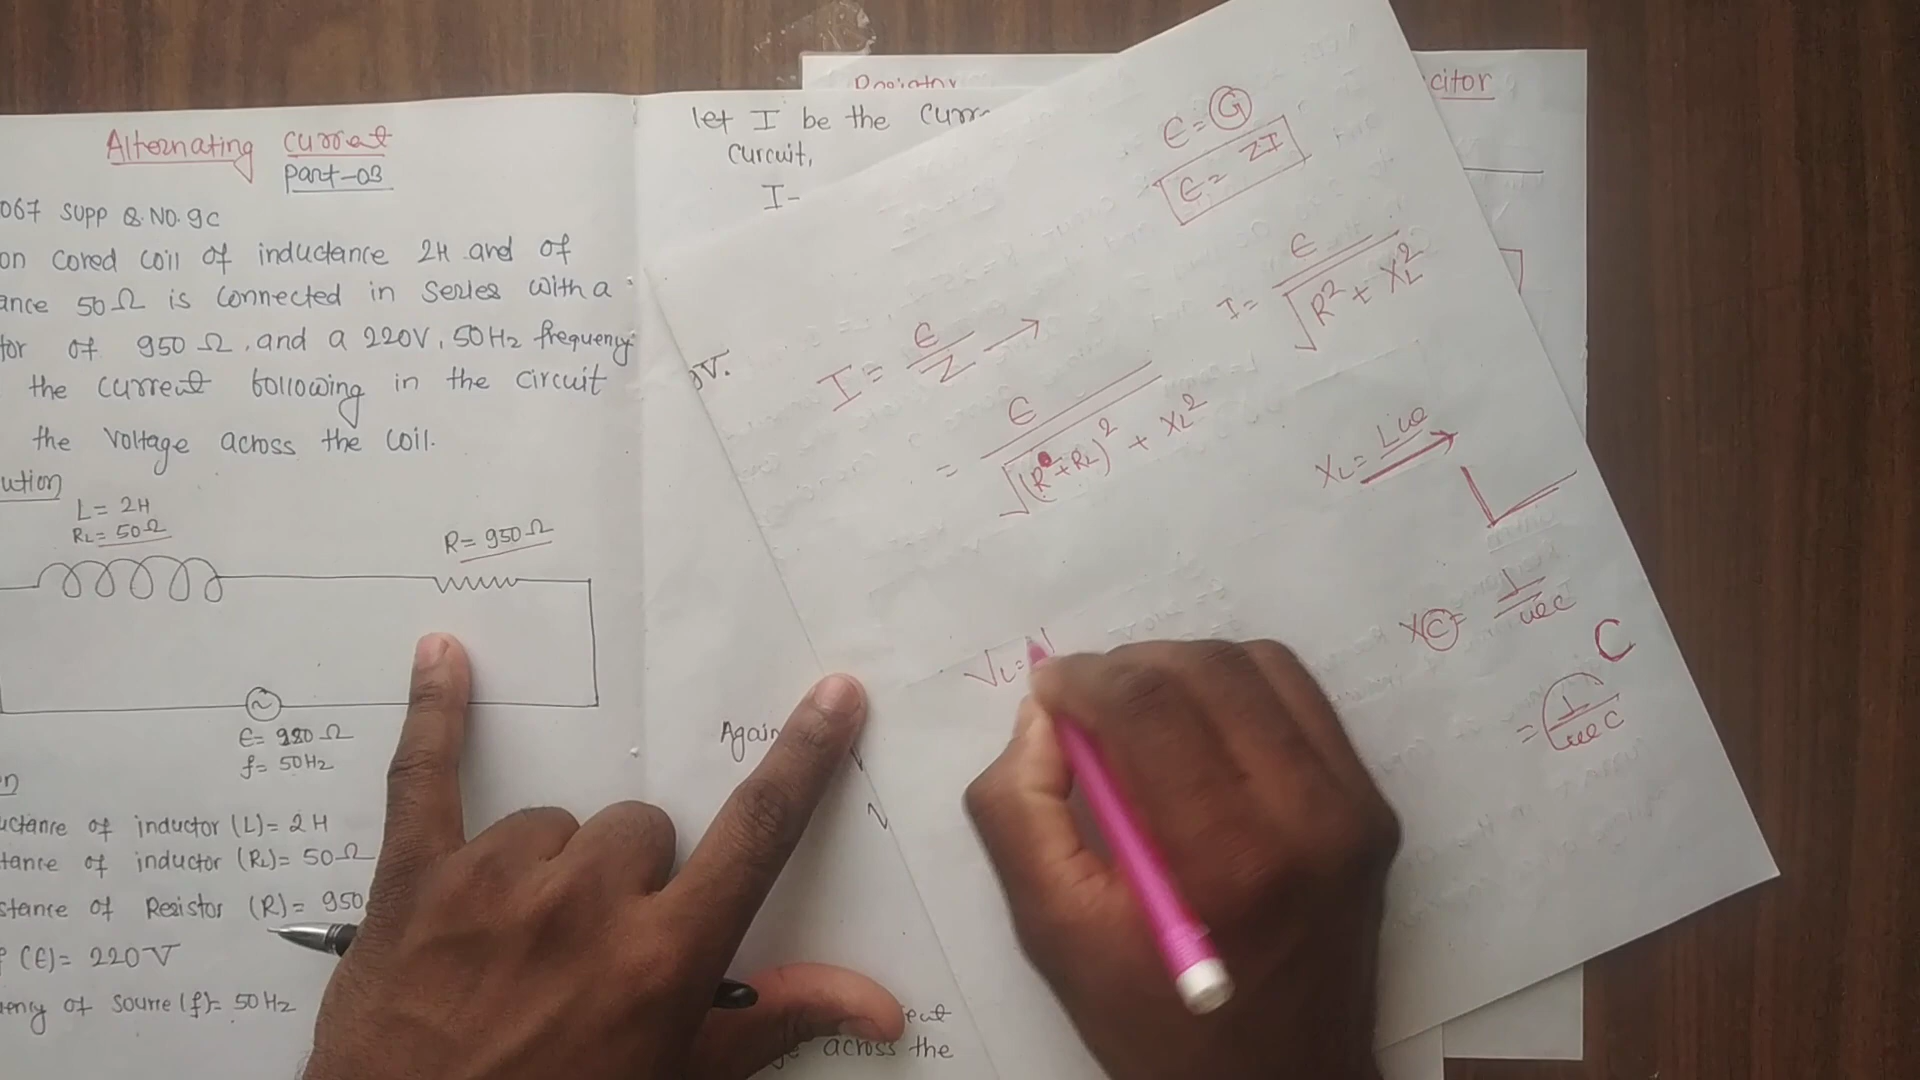 Alternating current
Part-03
067 SUPP Q.NO.9C
on cored coil of inductance 2H and of
ance 50Ω is connected in series with a
tor of 950Ω, and a 220V, 50Hz frequency
the current following in the circuit
the voltage across the coil.
ution
L= 2H
RL= 50Ω
R= 950Ω
~
E= 220Ω
f= 50Hz
n
uctance of inductor (L)= 2H
tance of inductor (RL)= 50Ω
stance of Resistor (R)= 950
(E)= 220V
ency of sourre (f)= 50Hz
let I be the curr
curcuit,
I-
V.
Again
across the
citor
E= G
E= ZI
I= E/√R²+XL²
I= E/Z →
= E/√(R+RL)²+XL²
XL= Lω
XC= 1/ωC
C
= 1/ωC
VL=